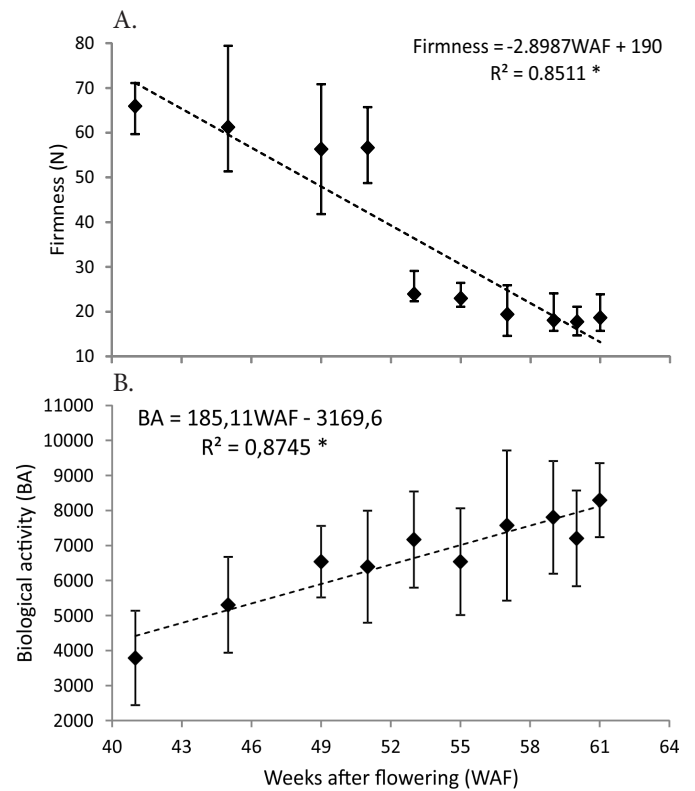 A.
Firmness = -2.8987WAF + 190
R² = 0.8511 *
80
70
60
50
40
30
20
10
Firmness (N)
B.
BA = 185,11WAF - 3169,6
R² = 0,8745 *
11000
10000
9000
8000
7000
6000
5000
4000
3000
2000
Biological activity (BA)
40 43 46 49 52 55 58 61 64
Weeks after flowering (WAF)